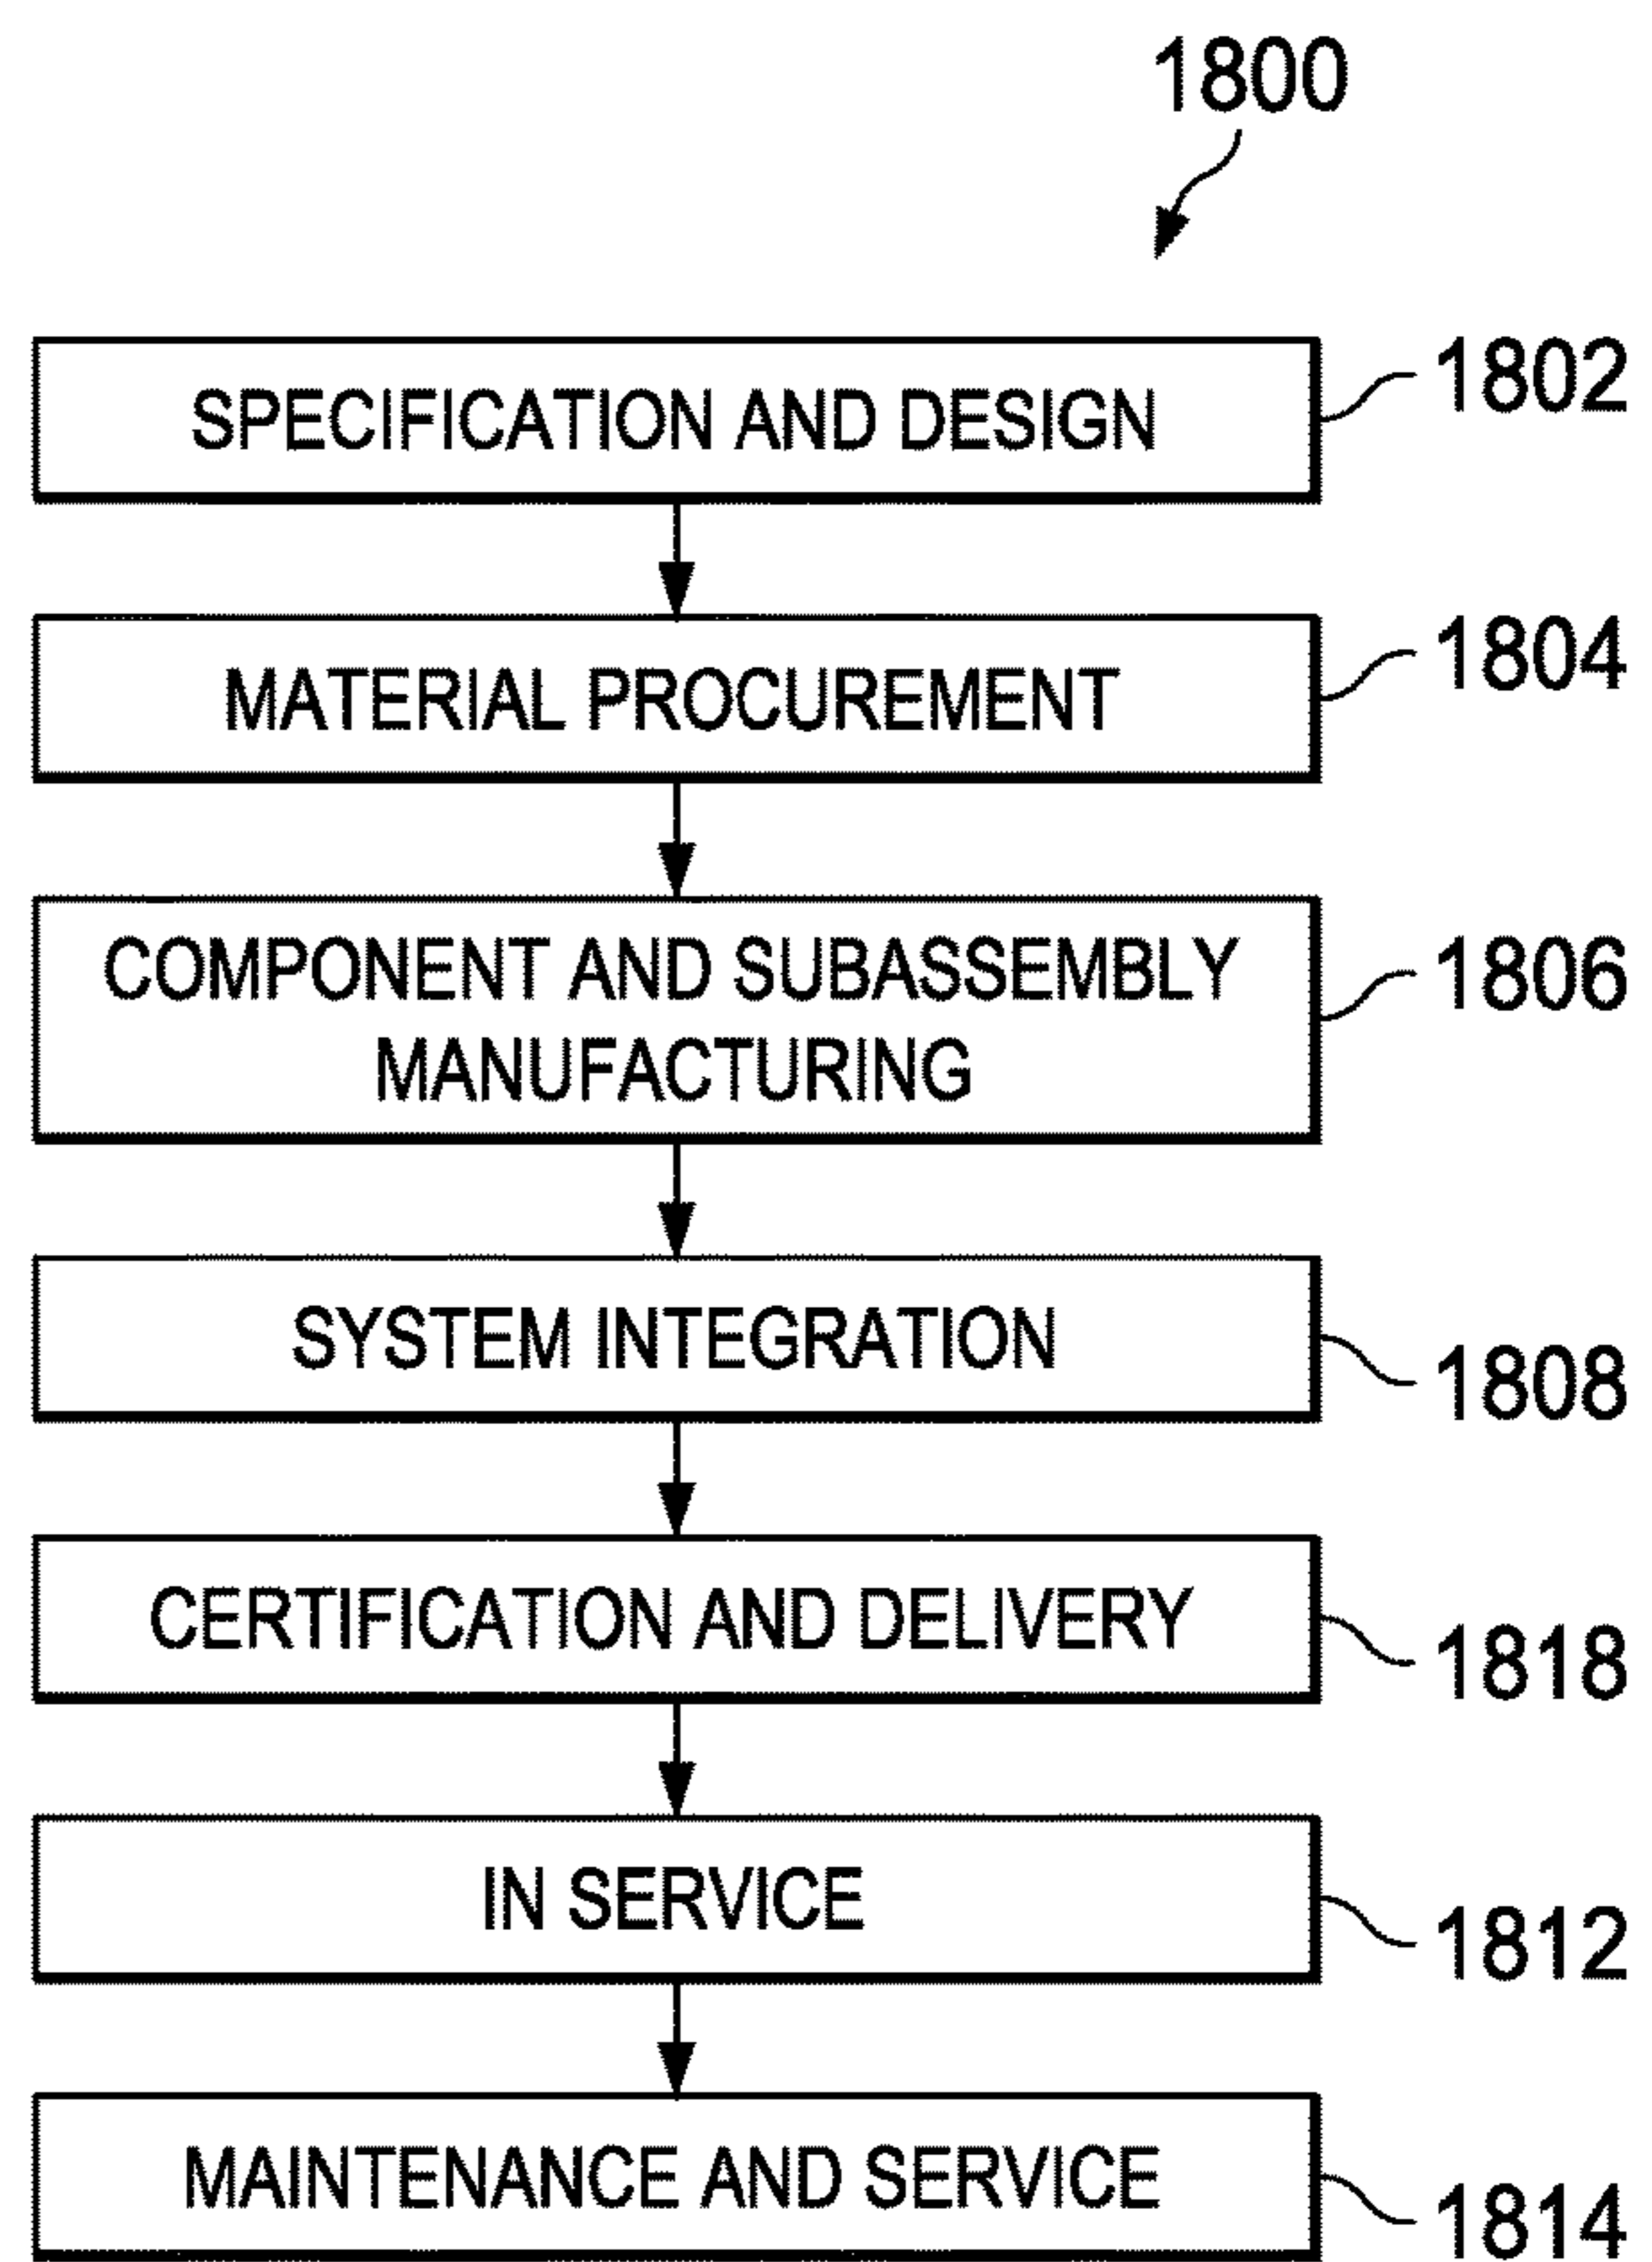 1800
SPECIFICATION AND DESIGN
1802
MATERIAL PROCUREMENT
1804
COMPONENT AND SUBASSEMBLY
MANUFACTURING
1806
SYSTEM INTEGRATION
1808
CERTIFICATION AND DELIVERY
1818
IN SERVICE
1812
MAINTENANCE AND SERVICE
1814